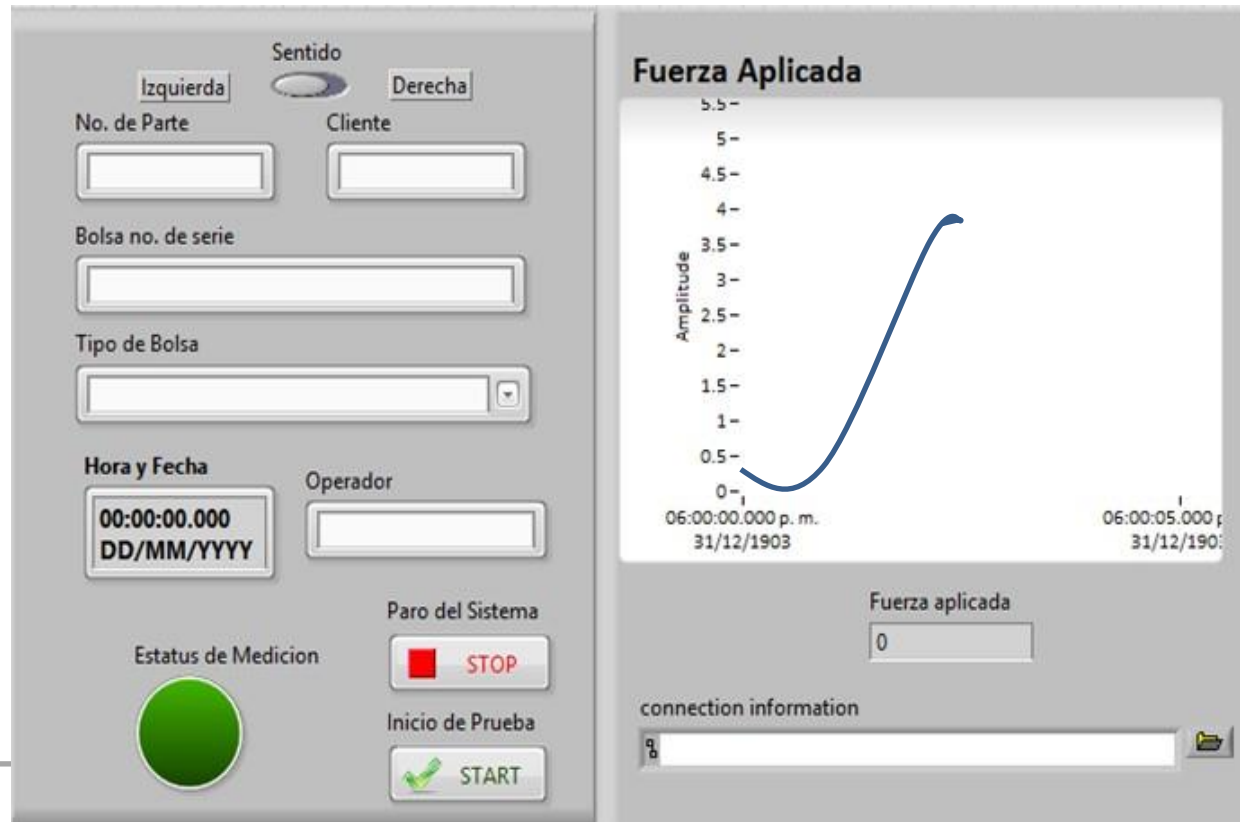 Sentido
Izquierda
Derecha
No. de Parte
Cliente
Bolsa no. de serie
Tipo de Bolsa
Hora y Fecha
00:00:00.000
DD/MM/YYYY
Operador
Paro del Sistema
STOP
Estatus de Medicion
Inicio de Prueba
START
Fuerza Aplicada
5.5
5
4.5
4
3.5
3
2.5
2
1.5
1
0.5
0
Amplitude
06:00:00.000 p. m.
31/12/1903
06:00:05.000 p
31/12/190
Fuerza aplicada
0
connection information